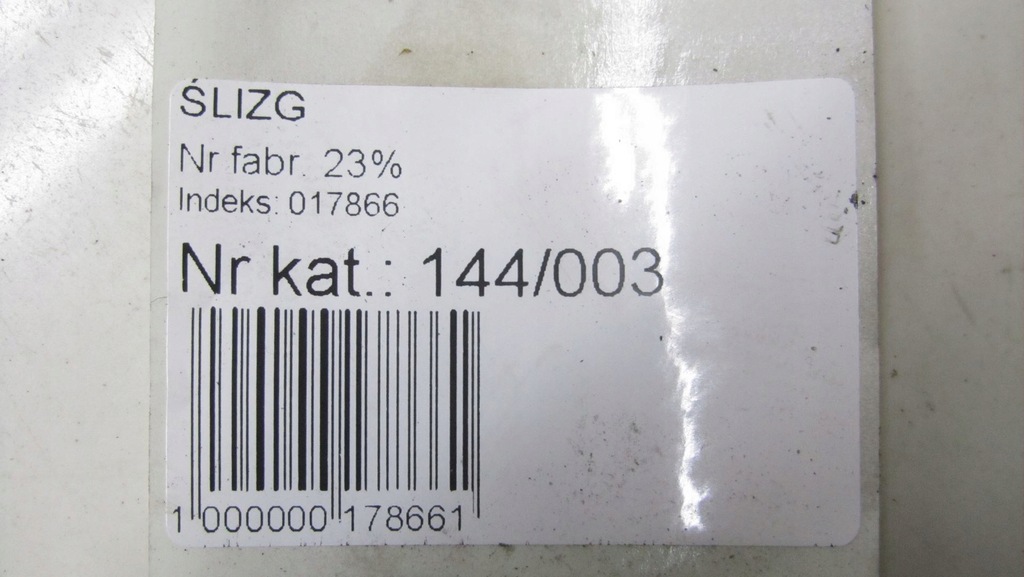 ŚLIZG
Nr fabr. 23%
Indeks: 017866
Nr kat.: 144/003
1 000000 178661